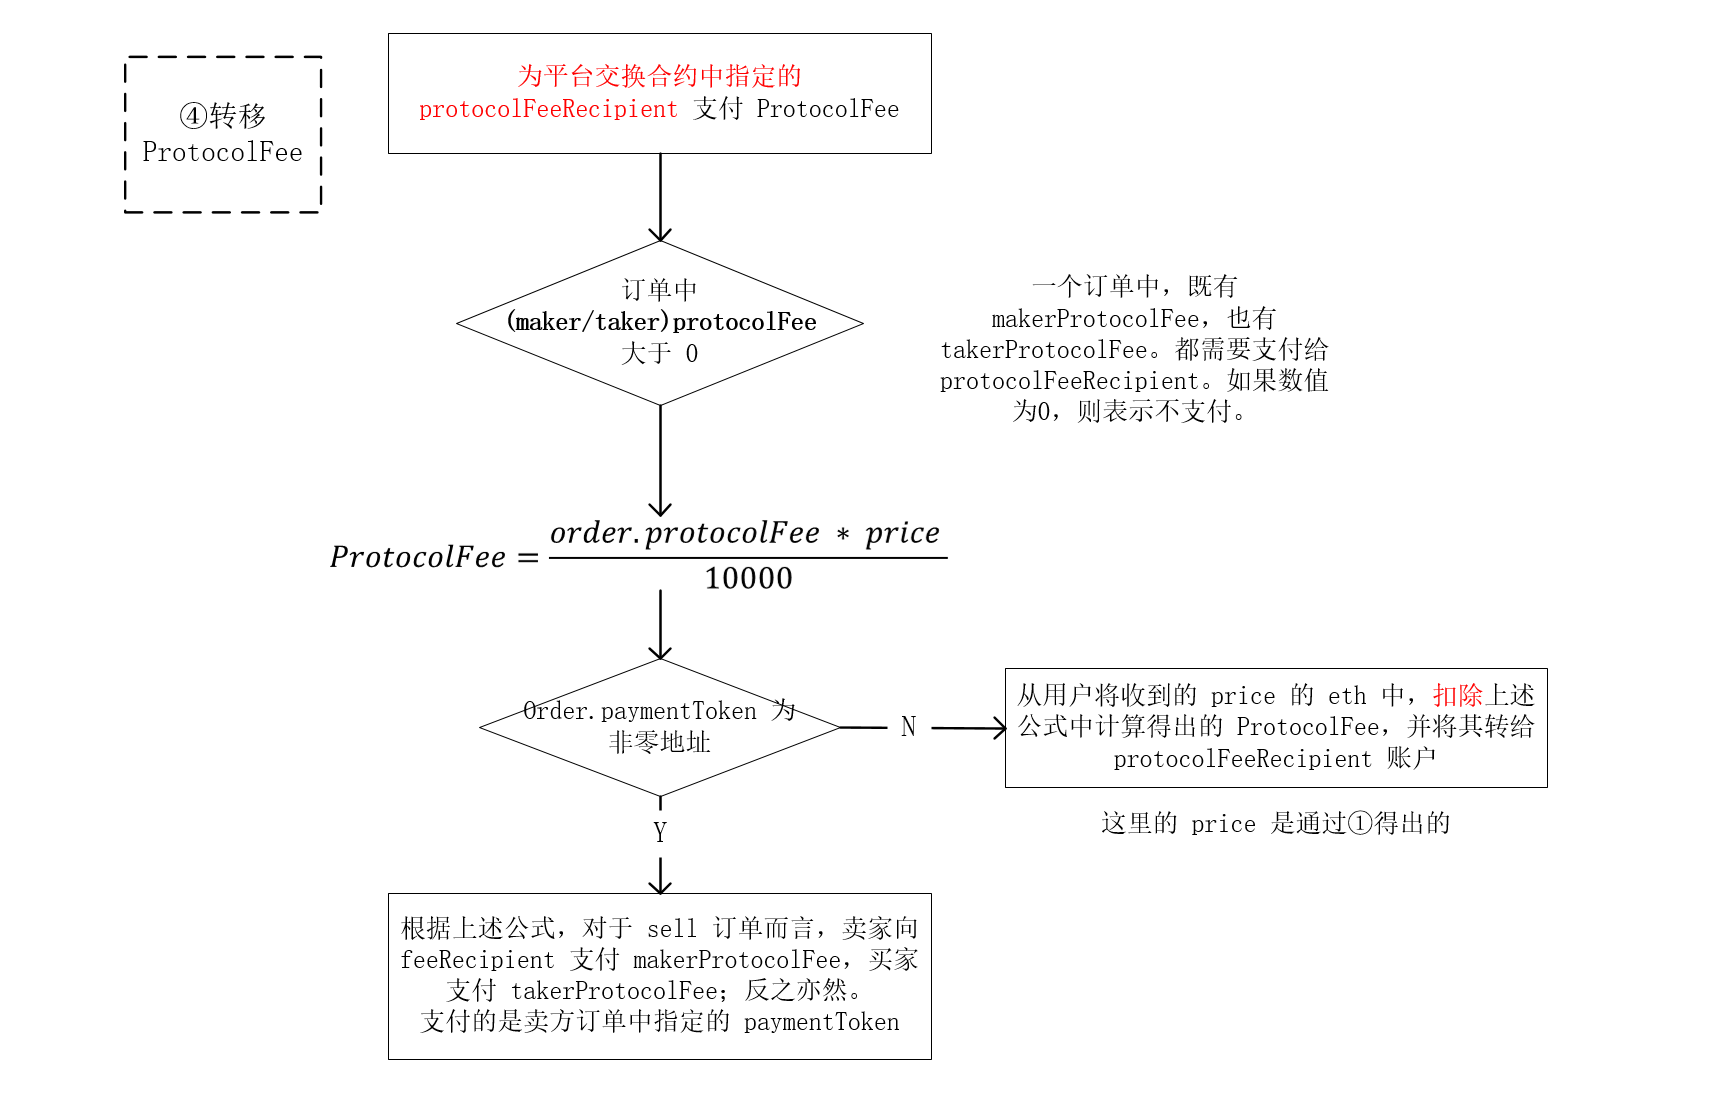 ④转移
ProtocolFee
为平台交换合约中指定的
protocolFeeRecipient 支付 ProtocolFee
订单中
(maker/taker)protocolFee
大于 0
一个订单中，既有
makerProtocolFee，也有
takerProtocolFee。都需要支付给
protocolFeeRecipient。如果数值
为0，则表示不支付。
ProtocolFee = order.protocolFee * price
10000
Order.paymentToken 为
非零地址
N
从用户将收到的 price 的 eth 中，扣除上述
公式中计算得出的 ProtocolFee，并将其转给
protocolFeeRecipient 账户
这里的 price 是通过①得出的
Y
根据上述公式，对于 sell 订单而言，卖家向
feeRecipient 支付 makerProtocolFee，买家
支付 takerProtocolFee；反之亦然。
支付的是卖方订单中指定的 paymentToken